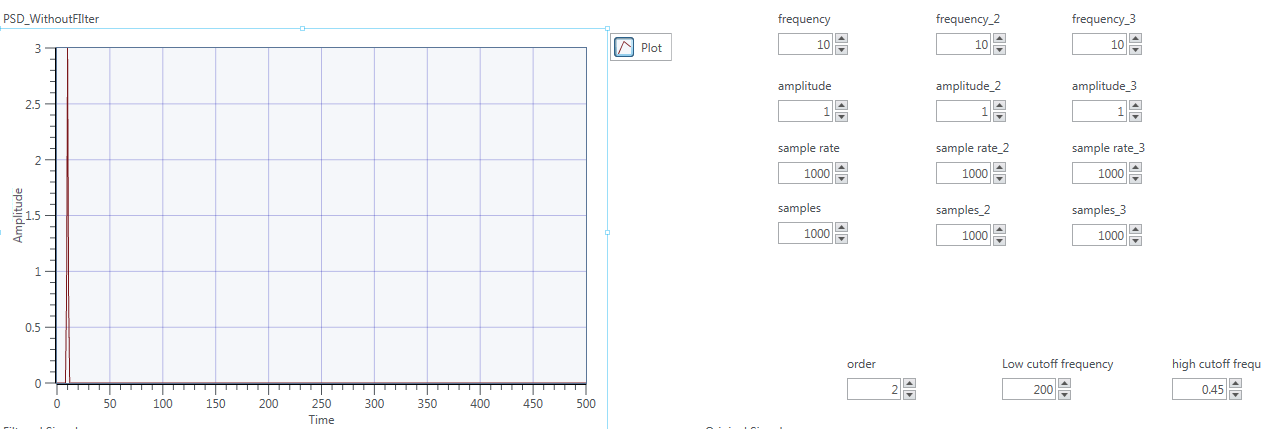 PSD_WithoutFIlter
Plot
3
2.5
2
1.5
1
0.5
0
Amplitude
0 50 100 150 200 250 300 350 400 450 500
Time
frequency frequency_2 frequency_3
10 10 10
amplitude amplitude_2 amplitude_3
1 1 1
sample rate sample rate_2 sample rate_3
1000 1000 1000
samples samples_2 samples_3
1000 1000 1000
order Low cutoff frequency high cutoff frequ
2 200 0.45